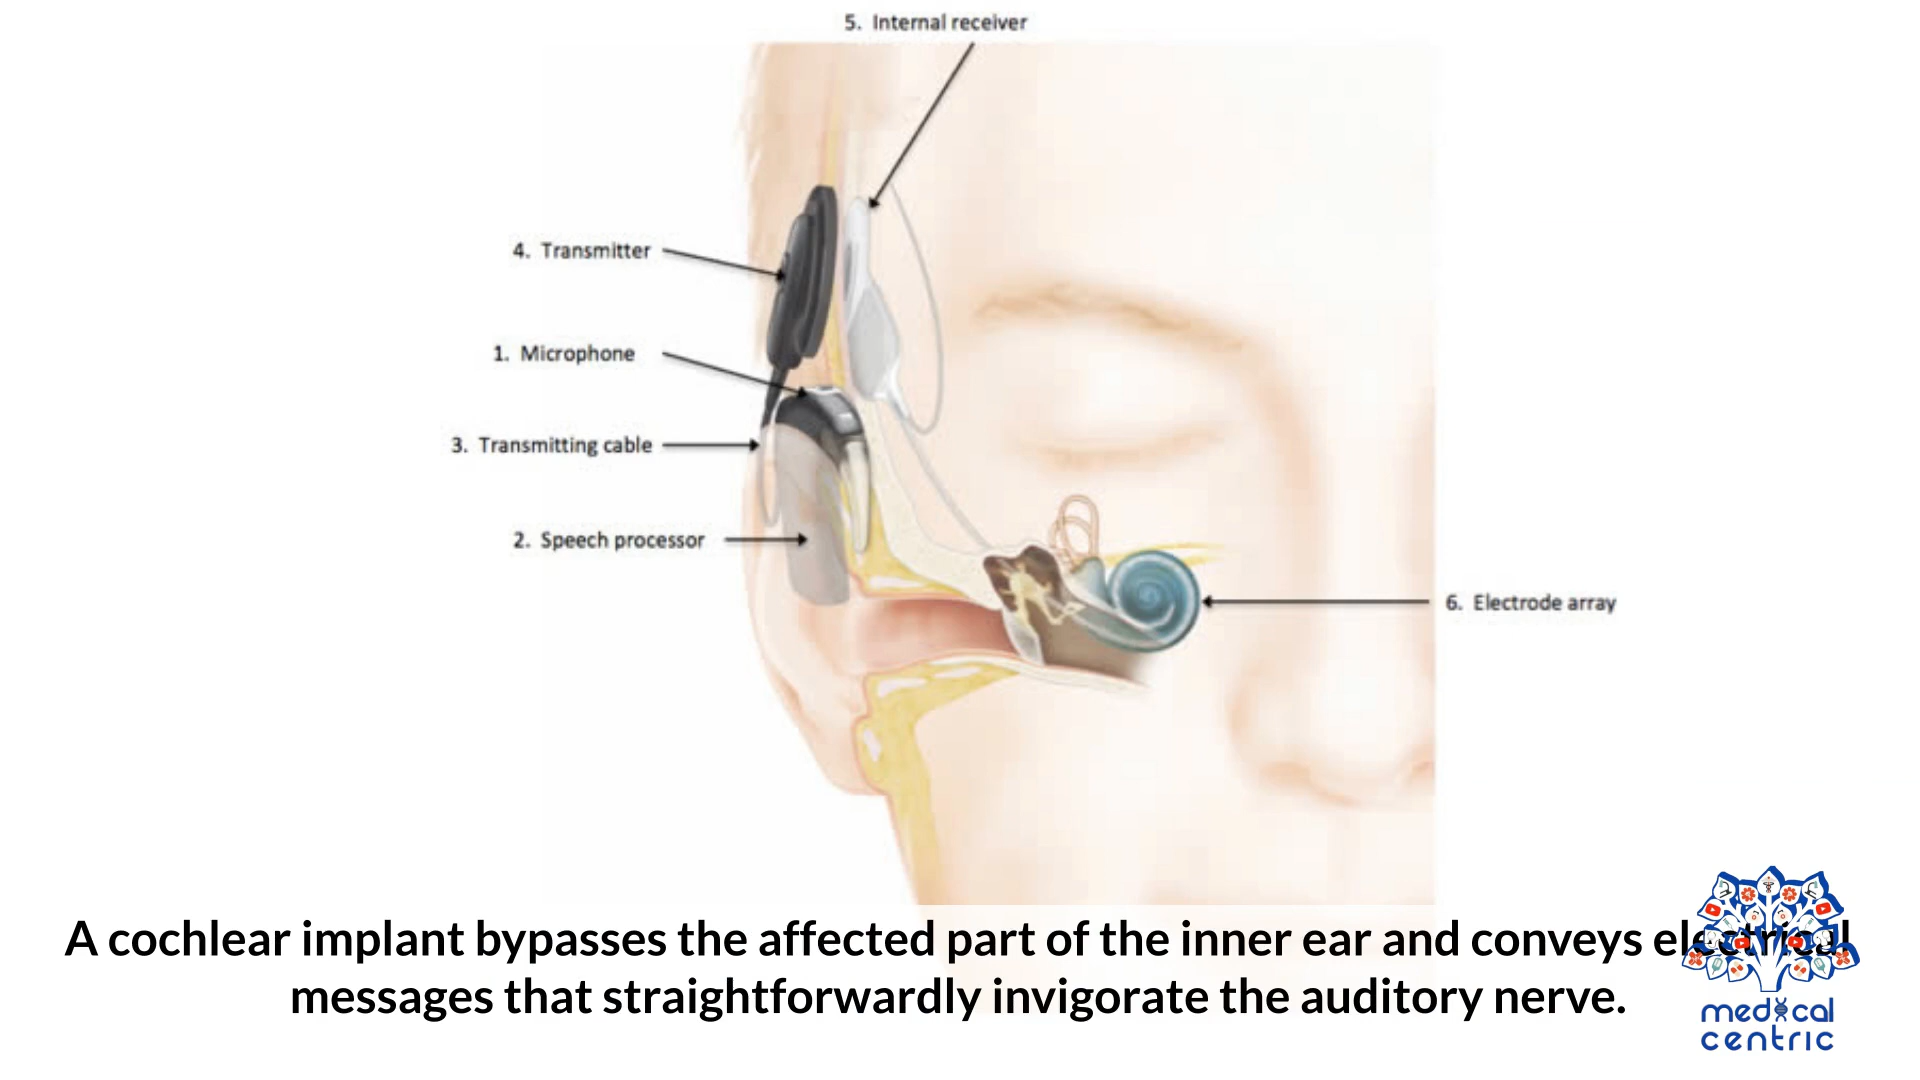 5. Internal receiver
4. Transmitter
1. Microphone
3. Transmitting cable
2. Speech processor
6. Electrode array
A cochlear implant bypasses the affected part of the inner ear and conveys electrical
messages that straightforwardly invigorate the auditory nerve.
medical
centric